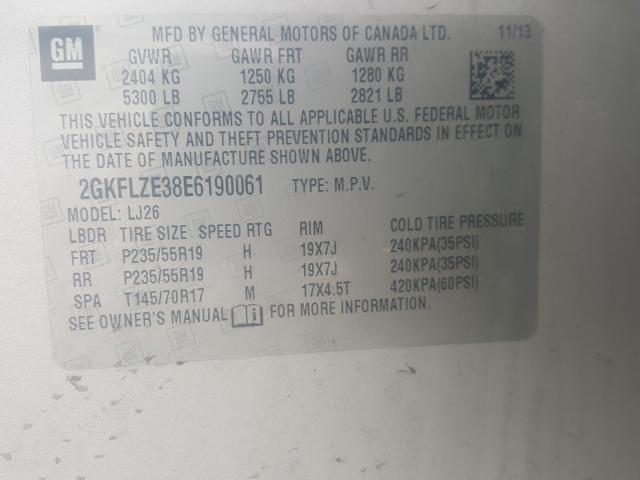 GM
MFD BY GENERAL MOTORS OF CANADA LTD. 11/13
GVWR GAWR FRT GAWR RR
2404 KG 1250 KG 1280 KG
5300 LB 2755 LB 2821 LB
THIS VEHICLE CONFORMS TO ALL APPLICABLE U.S. FEDERAL MOTOR
VEHICLE SAFETY AND THEFT PREVENTION STANDARDS IN EFFECT ON
THE DATE OF MANUFACTURE SHOWN ABOVE.
2GKFLZE38E6190061 TYPE: M.P.V.
MODEL: LJ26
LBDR TIRE SIZE SPEED RTG RIM COLD TIRE PRESSURE
FRT P235/55R19 H 19X7J 240KPA(35PSI)
RR P235/55R19 H 19X7J 240KPA(35PSI)
SPA T145/70R17 M 17X4.5T 420KPA(60PSI)
SEE OWNER'S MANUAL i FOR MORE INFORMATION.